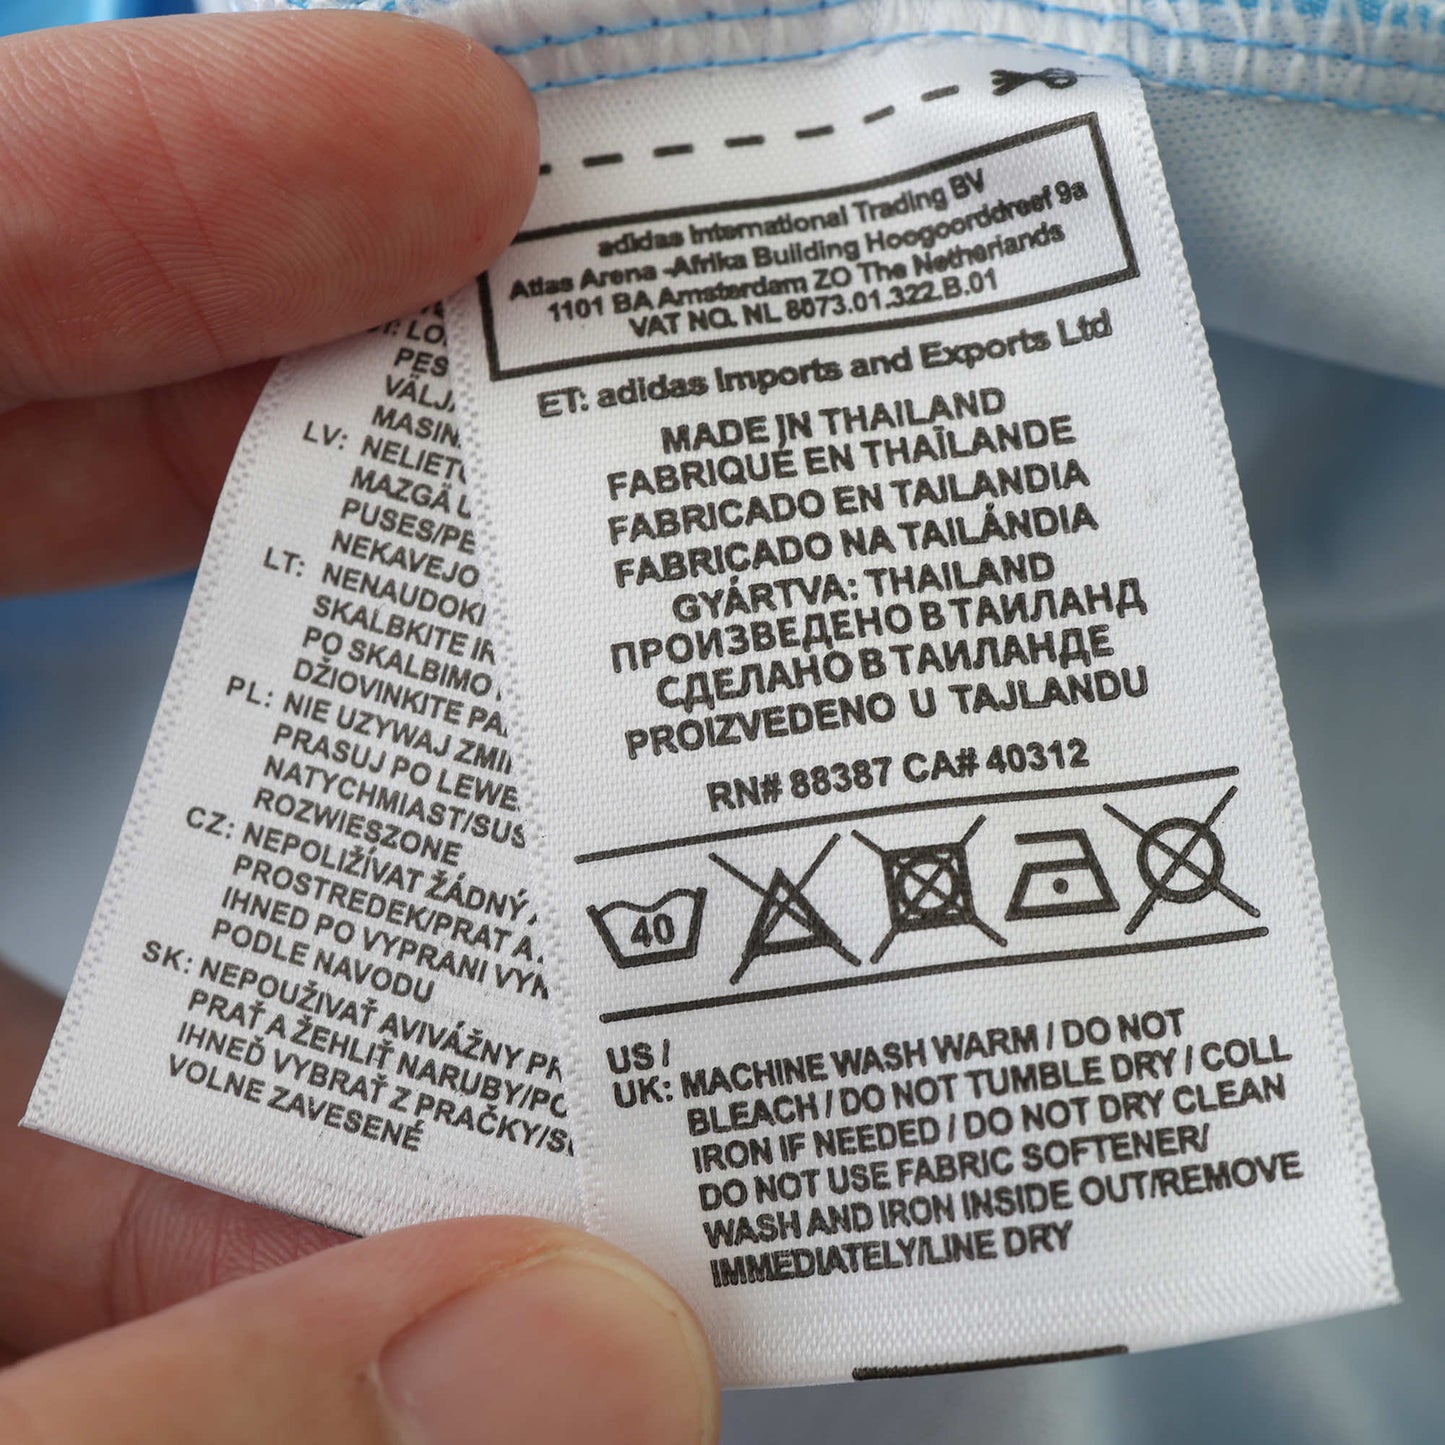 adidas International Trading BV
Atlas Arena -Afrika Building Hoogoorddreef 9a
1101 BA Amsterdam ZO The Netherlands
VAT NO. NL 8073.01.322.B.01
ET: adidas Imports and Exports Ltd
MADE IN THAILAND
FABRIQUÉ EN THAÏLANDE
FABRICADO EN TAILANDIA
FABRICADO NA TAILÁNDIA
GYÁRTVA: THAILAND
ПРОИЗВЕДЕНО В ТАИЛАНД
СДЕЛАНО В ТАИЛАНДЕ
PROIZVEDENO U TAJLANDU
RN# 88387 CA# 40312
40
US /
UK: MACHINE WASH WARM / DO NOT
BLEACH / DO NOT TUMBLE DRY / COLL
IRON IF NEEDED / DO NOT DRY CLEAN
DO NOT USE FABRIC SOFTENER/
WASH AND IRON INSIDE OUT/REMOVE
IMMEDIATELY/LINE DRY
LV:
MAZGĀ
PUSES/
LT: NENAUDOKI
SKALBKITE
PO SKALBIMO
DŽIOVINKITE
PL: NIE UZYWAJ
PRASUJ PO
NATYCHMIAST/
ROZWIESZONE
CZ: NEPOLIŽÍVAT ŽÁDNÝ
PROSTREDEK/PRAT A
IHNED PO VYPRANI
PODLE NAVODU
SK: NEPOUŽIVAŤ AVIVÁŽNY
PRAŤ A ŽEHLIŤ NARUBY/
IHNEĎ VYBRAŤ Z PRAČKY/
VOLNE ZAVESENÉ